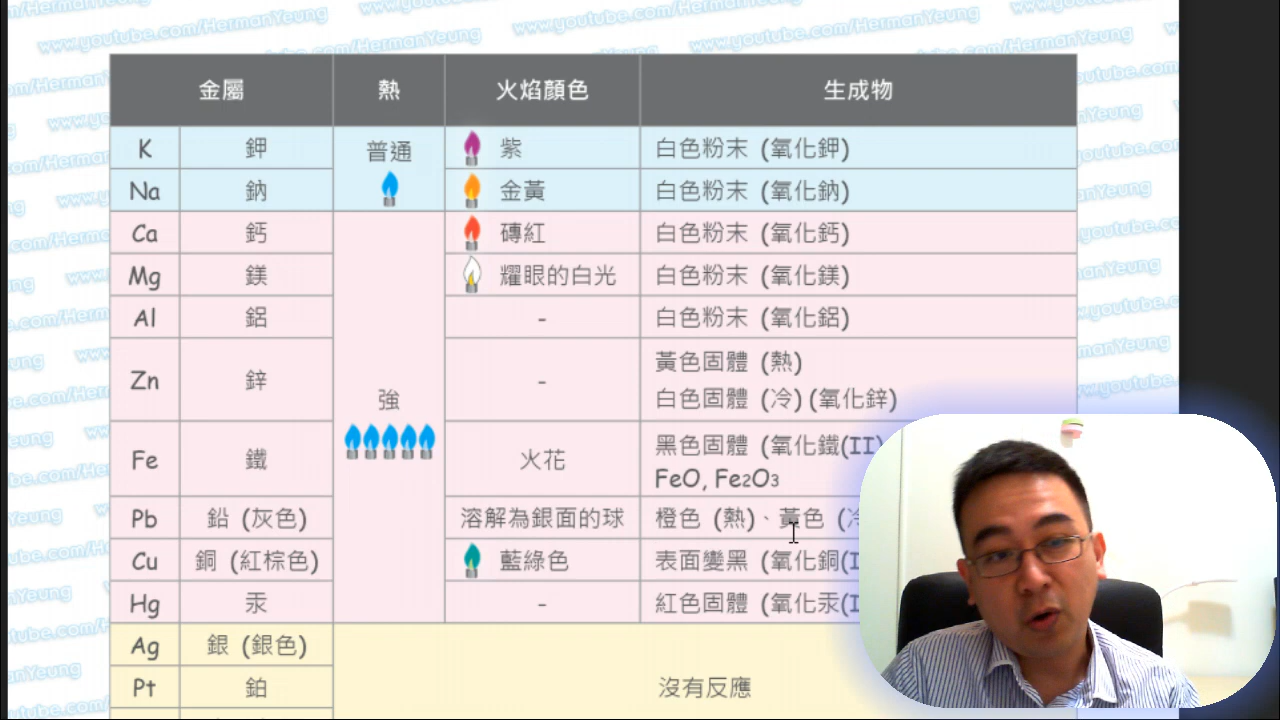 www.youtube.com/HermanYeung
金屬 熱 火焰顏色 生成物
K 鉀 普通 紫 白色粉末 (氧化鉀)
Na 鈉 金黃 白色粉末 (氧化鈉)
Ca 鈣 磚紅 白色粉末 (氧化鈣)
Mg 鎂 耀眼的白光 白色粉末 (氧化鎂)
Al 鋁 - 白色粉末 (氧化鋁)
Zn 鋅 - 黃色固體 (熱)
白色固體 (冷) (氧化鋅)
強
Fe 鐵 火花 黑色固體 (氧化鐵(II)
FeO, Fe2O3
Pb 鉛 (灰色) 溶解為銀面的球 橙色 (熱)、黃色 (冷
Cu 銅 (紅棕色) 藍綠色 表面變黑 (氧化銅(I
Hg 汞 - 紅色固體 (氧化汞(I
Ag 銀 (銀色)
Pt 鉑 沒有反應